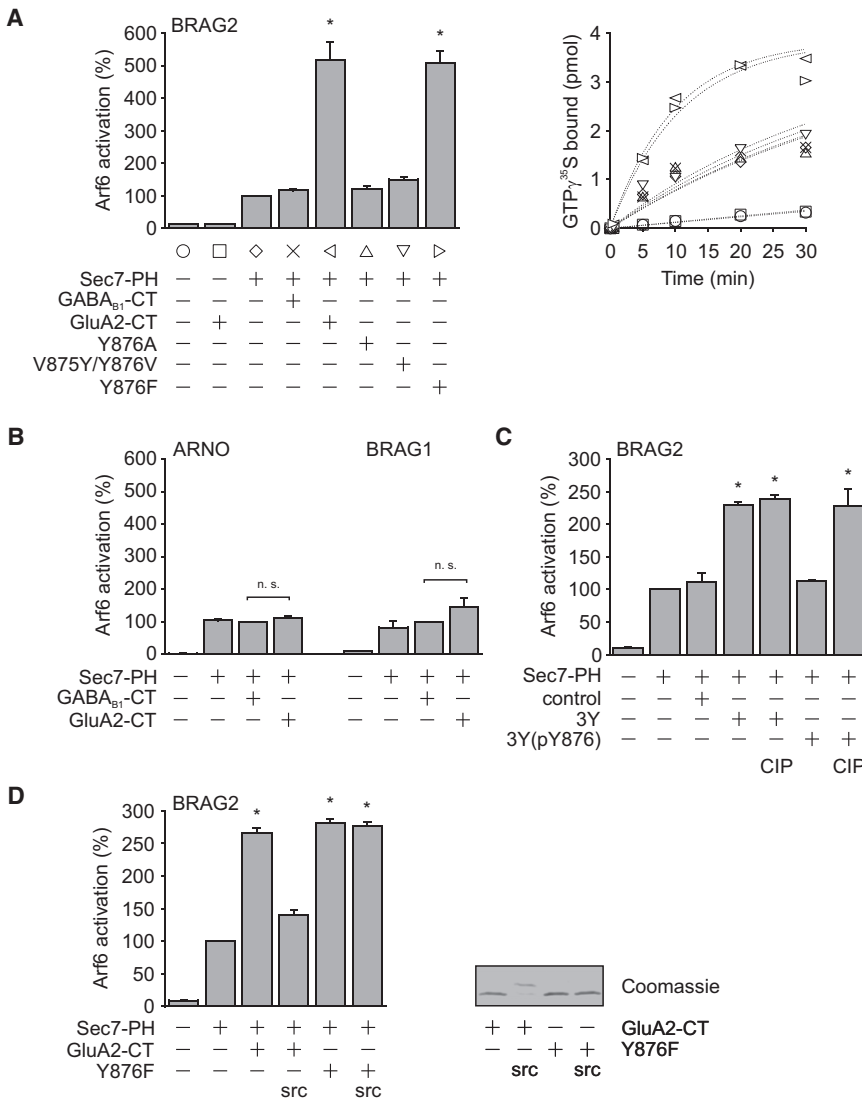 A
BRAG2
Arf6 activation (%)
600
500
400
300
200
100
0
*
*
Sec7-PH − − + + + + + +
GABAB1-CT − − − + − − − −
GluA2-CT − + − − + − − −
Y876A − − − − − + − −
V875Y/Y876V − − − − − − + −
Y876F − − − − − − − +
GTPγ35S bound (pmol)
4
3
2
1
0
0 5 10 20 30
Time (min)
B
ARNO
BRAG1
Arf6 activation (%)
600
500
400
300
200
100
0
n. s.
n. s.
Sec7-PH − + + + − + + +
GABAB1-CT − − + − − − + −
GluA2-CT − − − + − − − +
C
BRAG2
Arf6 activation (%)
300
250
200
150
100
50
0
*
*
*
Sec7-PH − + + + + + +
control − − + − − − −
3Y − − − + + − −
3Y(pY876) − − − − − + +
CIP CIP
D
BRAG2
Arf6 activation (%)
300
250
200
150
100
50
0
*
*
*
Sec7-PH − + + + + +
GluA2-CT − − + + − −
Y876F − − − − + +
src src
Coomassie
+ + − − GluA2-CT
− − + + Y876F
src src